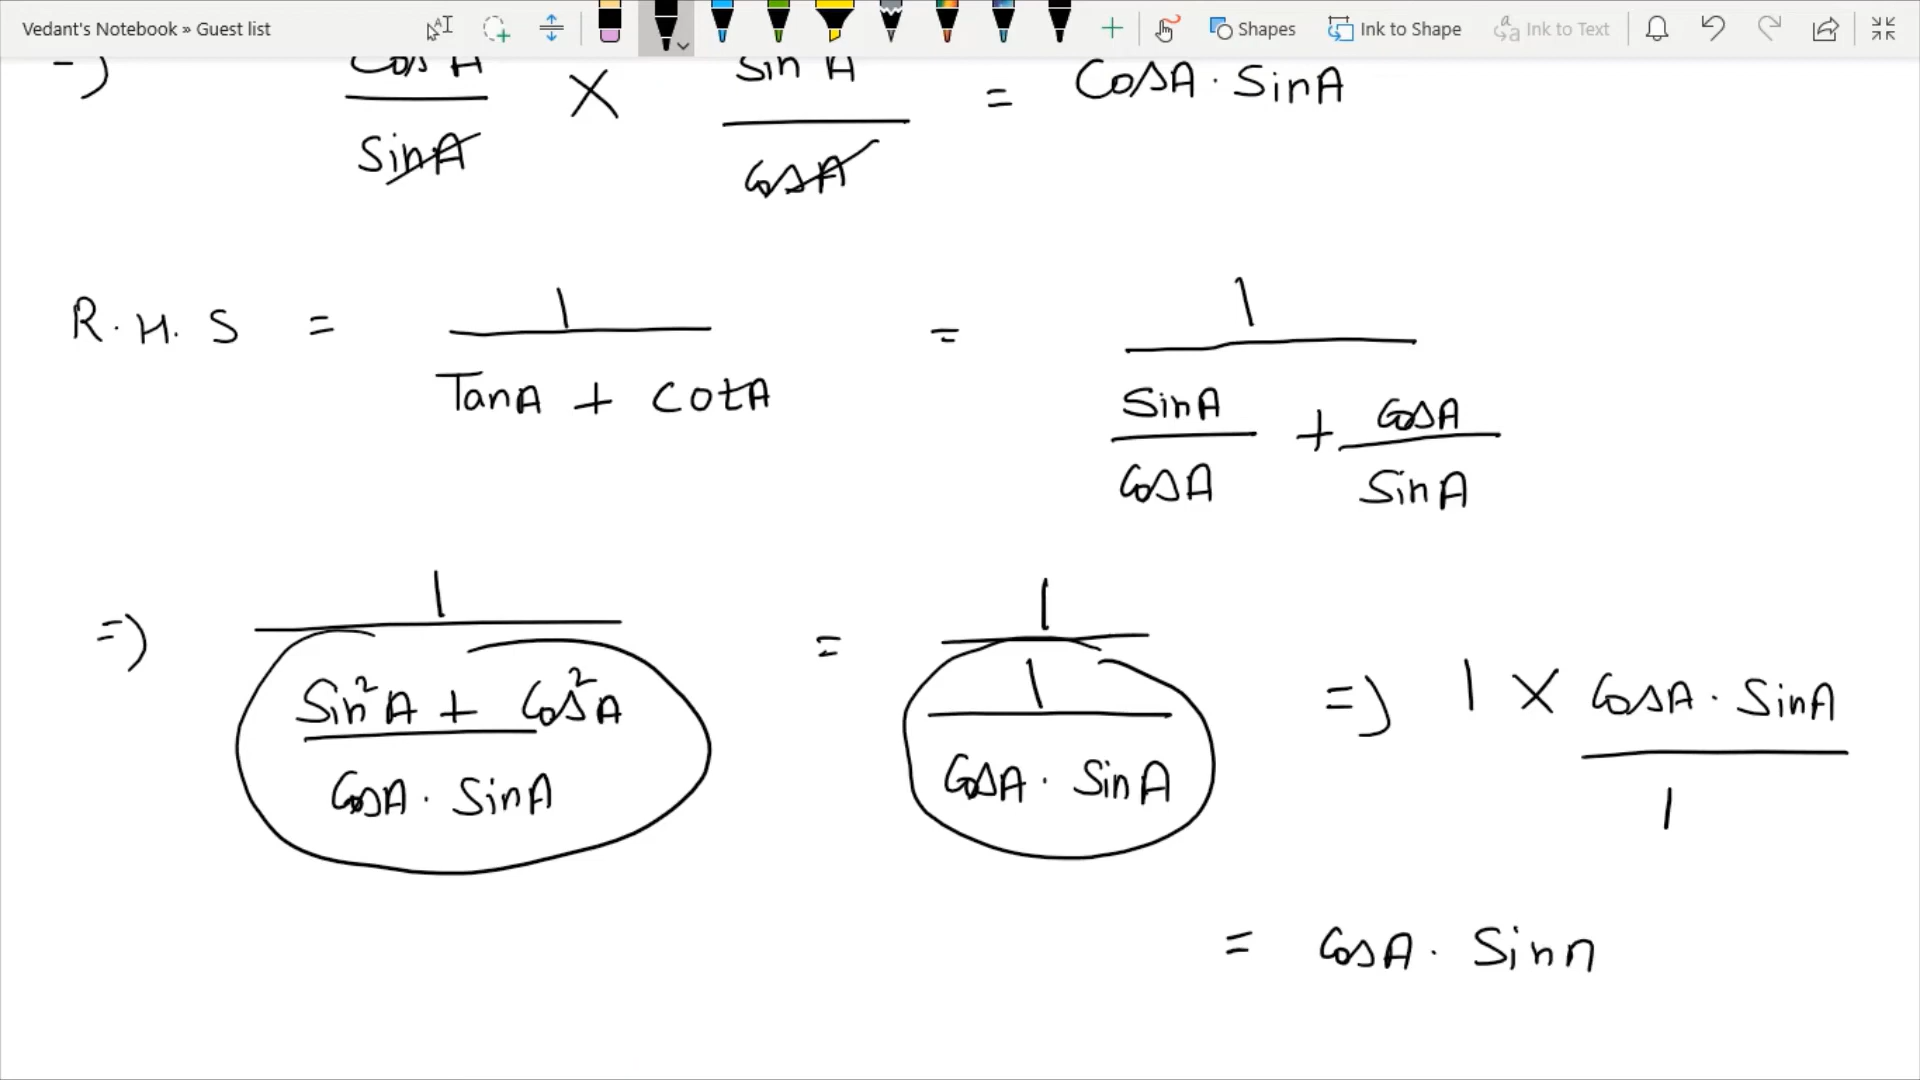 Vedant's Notebook » Guest list
Shapes
Ink to Shape
Ink to Text
=) Cos A / SinA X Sin A / CosA = CosA · SinA
R.H.S = 1 / TanA + CotA = 1 / SinA / CosA + CosA / SinA
=) 1 / Sin²A + Cos²A / CosA · SinA = 1 / 1 / CosA · SinA =) 1 X CosA · SinA / 1
= CosA · SinA